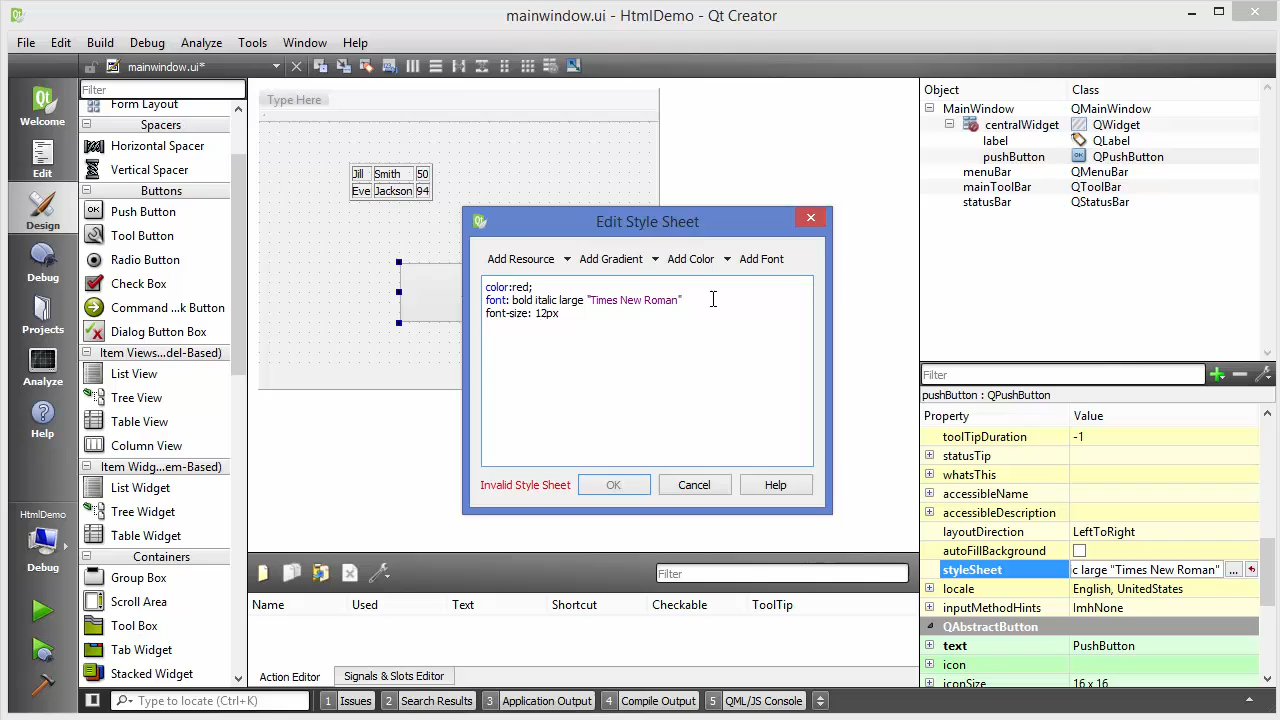 mainwindow.ui - HtmlDemo - Qt Creator
File Edit Build Debug Analyze Tools Window Help
mainwindow.ui*
Welcome
Edit
Design
Debug
Projects
Analyze
Help
HtmlDemo
Debug
Filter
Form Layout
Spacers
Horizontal Spacer
Vertical Spacer
Buttons
Push Button
Tool Button
Radio Button
Check Box
Command...k Button
Dialog Button Box
Item Views...del-Based)
List View
Tree View
Table View
Column View
Item Widg...em-Based)
List Widget
Tree Widget
Table Widget
Containers
Group Box
Scroll Area
Tool Box
Tab Widget
Stacked Widget
Type Here
Jill Smith 50
Eve Jackson 94
Edit Style Sheet
Add Resource Add Gradient Add Color Add Font
color:red;
font: bold italic large "Times New Roman"
font-size: 12px
Invalid Style Sheet OK Cancel Help
Filter
Name Used Text Shortcut Checkable ToolTip
Action Editor Signals & Slots Editor
Object Class
MainWindow QMainWindow
centralWidget QWidget
label QLabel
pushButton QPushButton
menuBar QMenuBar
mainToolBar QToolBar
statusBar QStatusBar
Filter
pushButton : QPushButton
Property Value
toolTipDuration -1
statusTip
whatsThis
accessibleName
accessibleDescription
layoutDirection LeftToRight
autoFillBackground
styleSheet c large "Times New Roman" ...
locale English, United States
inputMethodHints ImhNone
QAbstractButton
text PushButton
icon
iconSize 16 x 16
Type to locate (Ctrl+K) 1 Issues 2 Search Results 3 Application Output 4 Compile Output 5 QML/JS Console